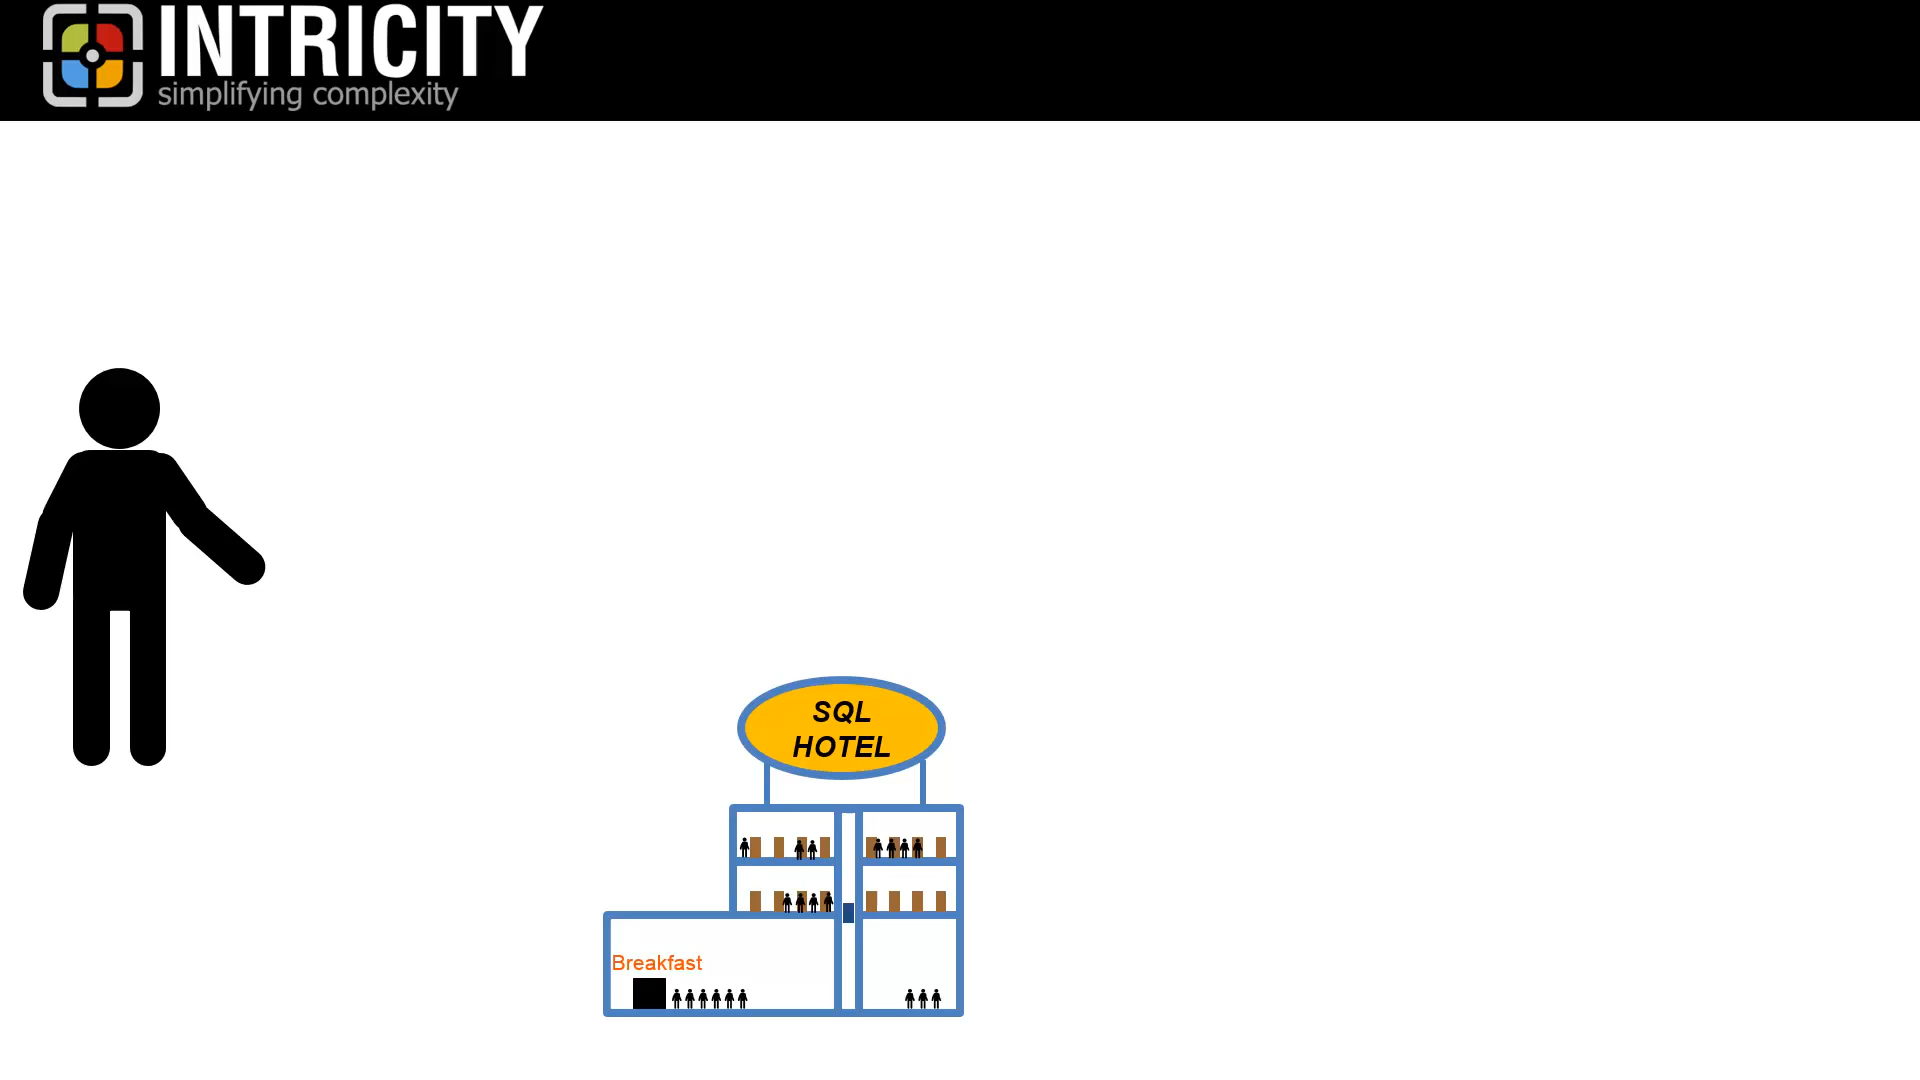 INTRICITY
simplifying complexity
SQL
HOTEL
Breakfast